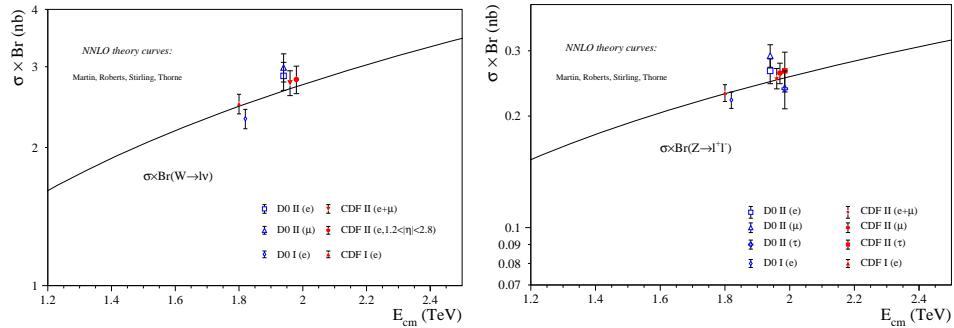 σ × Br (nb)
4
3
2
1
NNLO theory curves:
Martin, Roberts, Stirling, Thorne
σ×Br(W→lν)
D0 II (e)
CDF II (e+μ)
D0 II (μ)
CDF II (e,1.2<|η|<2.8)
D0 I (e)
CDF I (e)
1.2 1.4 1.6 1.8 2 2.2 2.4
E_cm (TeV)
σ × Br (nb)
0.3
0.2
0.1
0.09
0.08
0.07
NNLO theory curves:
Martin, Roberts, Stirling, Thorne
σ×Br(Z→l⁺l⁻)
D0 II (e)
CDF II (e+μ)
D0 II (μ)
CDF II (μ)
D0 II (τ)
CDF II (τ)
D0 I (e)
CDF I (e)
1.2 1.4 1.6 1.8 2 2.2 2.4
E_cm (TeV)